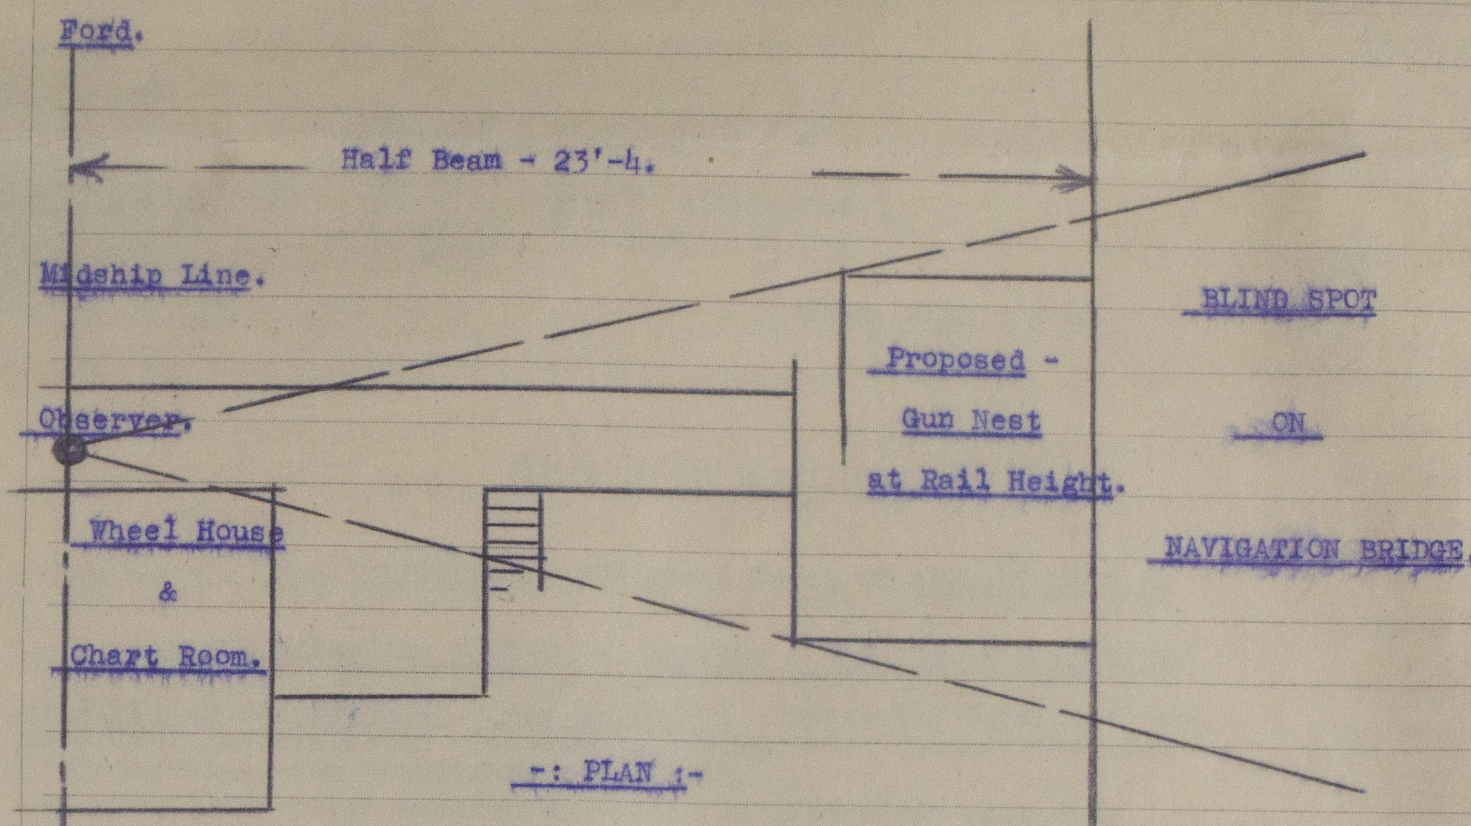 Ford.
Half Beam - 23'-4.
Midship Line.
BLIND SPOT
Proposed -
Observer.
Gun Nest
ON
at Rail Height.
Wheel House
NAVIGATION BRIDGE.
&
Chart Room.
-: PLAN :-